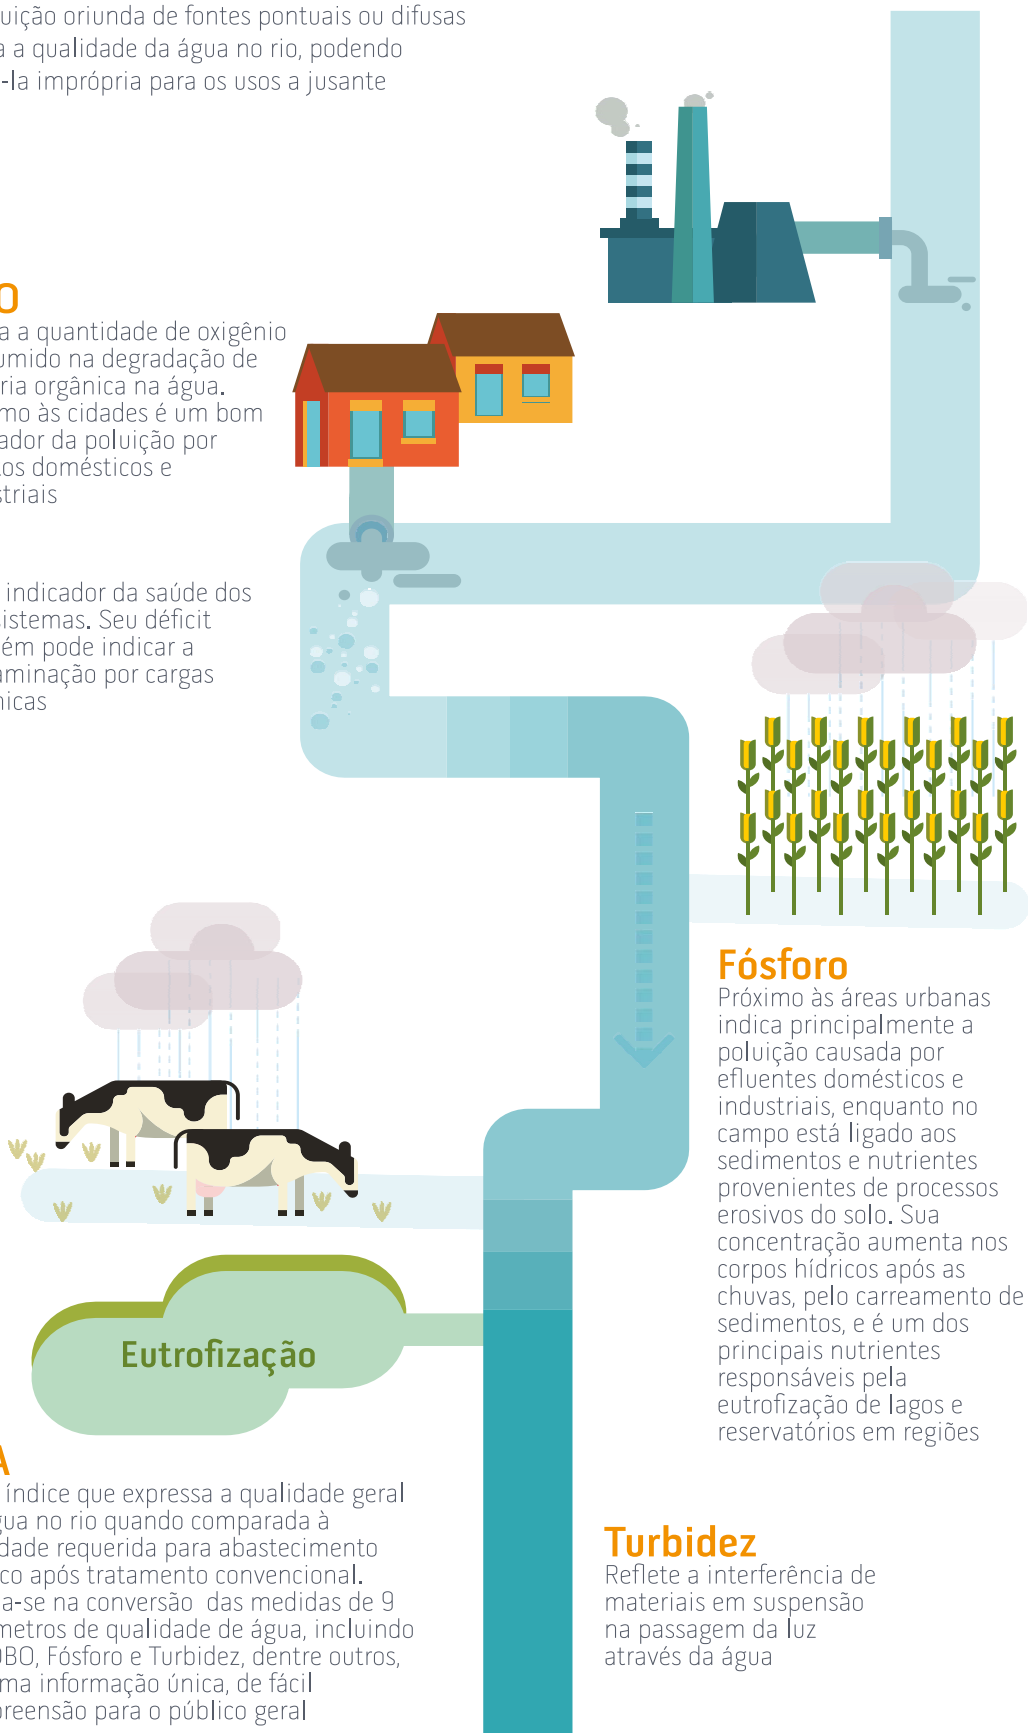 uição oriunda de fontes pontuais ou difusas
a a qualidade da água no rio, podendo
-la imprópria para os usos a jusante
O
a a quantidade de oxigênio
umido na degradação de
ria orgânica na água.
mo às cidades é um bom
ador da poluição por
tos domésticos e
striais
indicador da saúde dos
sistemas. Seu déficit
ém pode indicar a
aminação por cargas
nicas
Fósforo
Próximo às áreas urbanas
indica principalmente a
poluição causada por
efluentes domésticos e
industriais, enquanto no
campo está ligado aos
sedimentos e nutrientes
provenientes de processos
erosivos do solo. Sua
concentração aumenta nos
corpos hídricos após as
chuvas, pelo carreamento de
sedimentos, e é um dos
principais nutrientes
responsáveis pela
eutrofização de lagos e
reservatórios em regiões
Eutrofização
A
índice que expressa a qualidade geral
gua no rio quando comparada à
dade requerida para abastecimento
co após tratamento convencional.
a-se na conversão das medidas de 9
metros de qualidade de água, incluindo
DBO, Fósforo e Turbidez, dentre outros,
ma informação única, de fácil
preensão para o público geral
Turbidez
Reflete a interferência de
materiais em suspensão
na passagem da luz
através da água